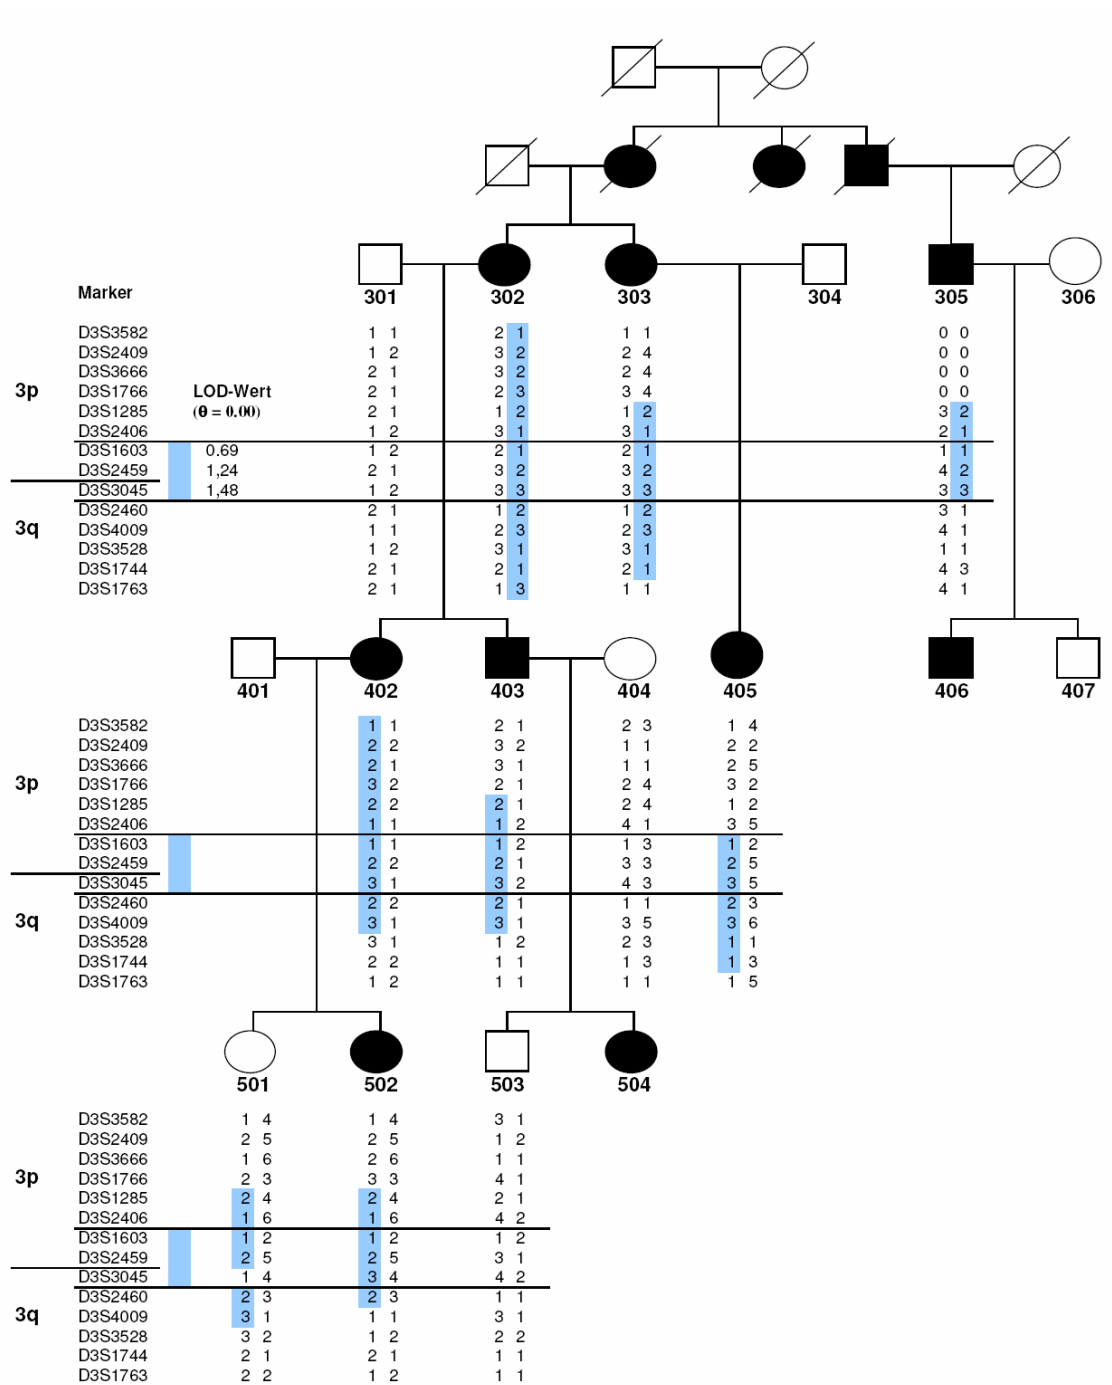 301 302 303 304 305 306
Marker
D3S3582 1 1 2 1 1 1 0 0
D3S2409 1 2 3 2 2 4 0 0
D3S3666 2 1 3 2 2 4 0 0
3p D3S1766 LOD-Wert 2 1 2 3 3 4 0 0
D3S1285 (θ = 0.00) 2 1 1 2 1 2 3 2
D3S2406 1 2 3 1 3 1 2 1
D3S1603 0.69 1 2 2 1 2 1 1 1
D3S2459 1,24 2 1 3 2 3 2 4 2
D3S3045 1,48 1 2 3 3 3 3 3 3
D3S2460 2 1 1 2 1 2 3 1
3q D3S4009 1 1 2 3 2 3 4 1
D3S3528 1 2 3 1 3 1 1 1
D3S1744 2 1 2 1 2 1 4 3
D3S1763 2 1 1 3 1 1 4 1
401 402 403 404 405 406 407
D3S3582 1 1 2 1 2 3 1 4
D3S2409 2 2 3 2 1 1 2 2
D3S3666 2 1 3 1 1 1 2 5
3p D3S1766 3 2 2 1 2 4 3 2
D3S1285 2 2 2 1 2 4 1 2
D3S2406 1 1 1 2 4 1 3 5
D3S1603 1 1 1 2 1 3 1 2
D3S2459 2 2 2 1 3 3 2 5
D3S3045 3 1 3 2 4 3 3 5
D3S2460 2 2 2 1 1 1 2 3
3q D3S4009 3 1 3 1 3 5 3 6
D3S3528 3 1 1 2 2 3 1 1
D3S1744 2 2 1 1 1 3 1 3
D3S1763 1 2 1 1 1 1 1 5
501 502 503 504
D3S3582 1 4 1 4 3 1
D3S2409 2 5 2 5 1 2
D3S3666 1 6 2 6 1 1
3p D3S1766 2 3 3 3 4 1
D3S1285 2 4 2 4 2 1
D3S2406 1 6 1 6 4 2
D3S1603 1 2 1 2 1 2
D3S2459 2 5 2 5 3 1
D3S3045 1 4 3 4 4 2
D3S2460 2 3 2 3 1 1
3q D3S4009 3 1 1 1 3 1
D3S3528 3 2 1 2 2 2
D3S1744 2 1 2 1 1 1
D3S1763 2 2 1 2 1 1